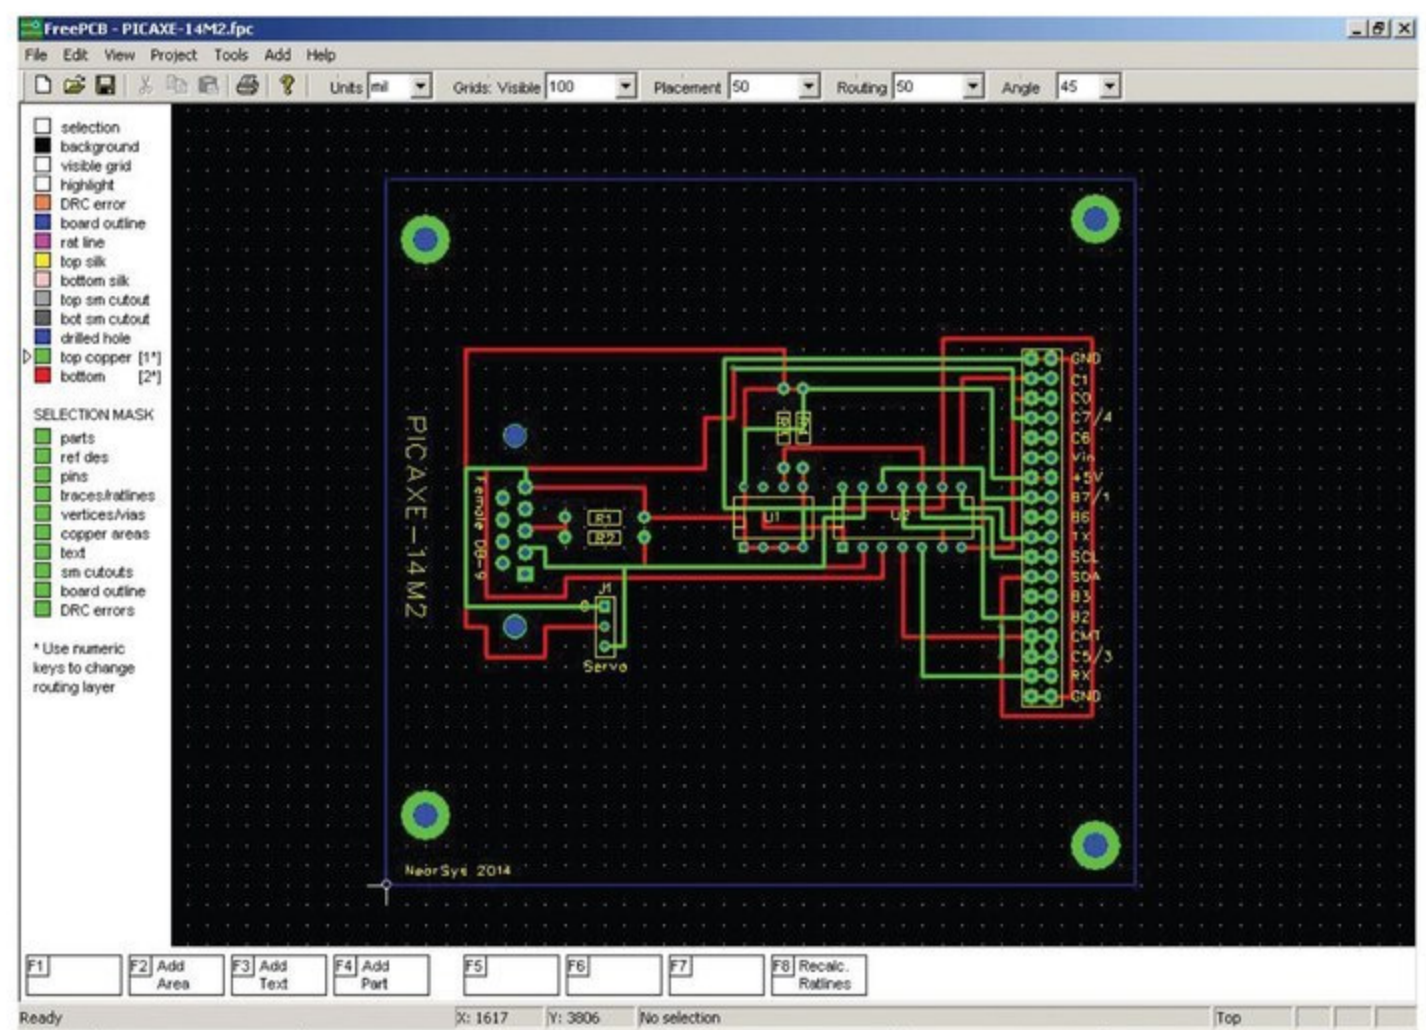 FreePCB - PICAXE-14M2.fpc
File Edit View Project Tools Add Help
Units mil Grids: Visible 100 Placement 50 Routing 50 Angle 45
selection
background
visible grid
highlight
DRC error
board outline
rat line
top silk
bottom silk
top sm cutout
bot sm cutout
drilled hole
top copper [1*]
bottom [2*]
SELECTION MASK
parts
ref des
pins
traces/ratlines
vertices/vias
copper areas
text
sm cutouts
board outline
DRC errors
* Use numeric
keys to change
routing layer
PICAXE-14M2
Female DB-9
R1
R2
J1
Servo
U1
U2
GND
C1
C0
C7/4
C6
Vin
+5V
B7/1
B6
TX
SCL
SDA
B3
B2
CMT
C5/3
RX
GND
NearSys 2014
F1
F2 Add
Area
F3 Add
Text
F4 Add
Part
F5
F6
F7
F8 Recalc.
Ratlines
Ready X: 1617 Y: 3806 No selection Top